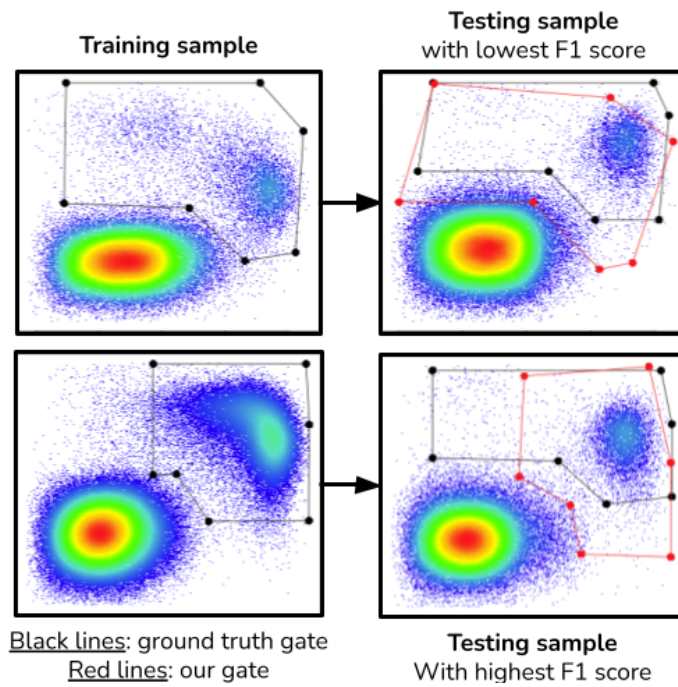 Training sample
Testing sample
with lowest F1 score
Black lines: ground truth gate
Red lines: our gate
Testing sample
With highest F1 score